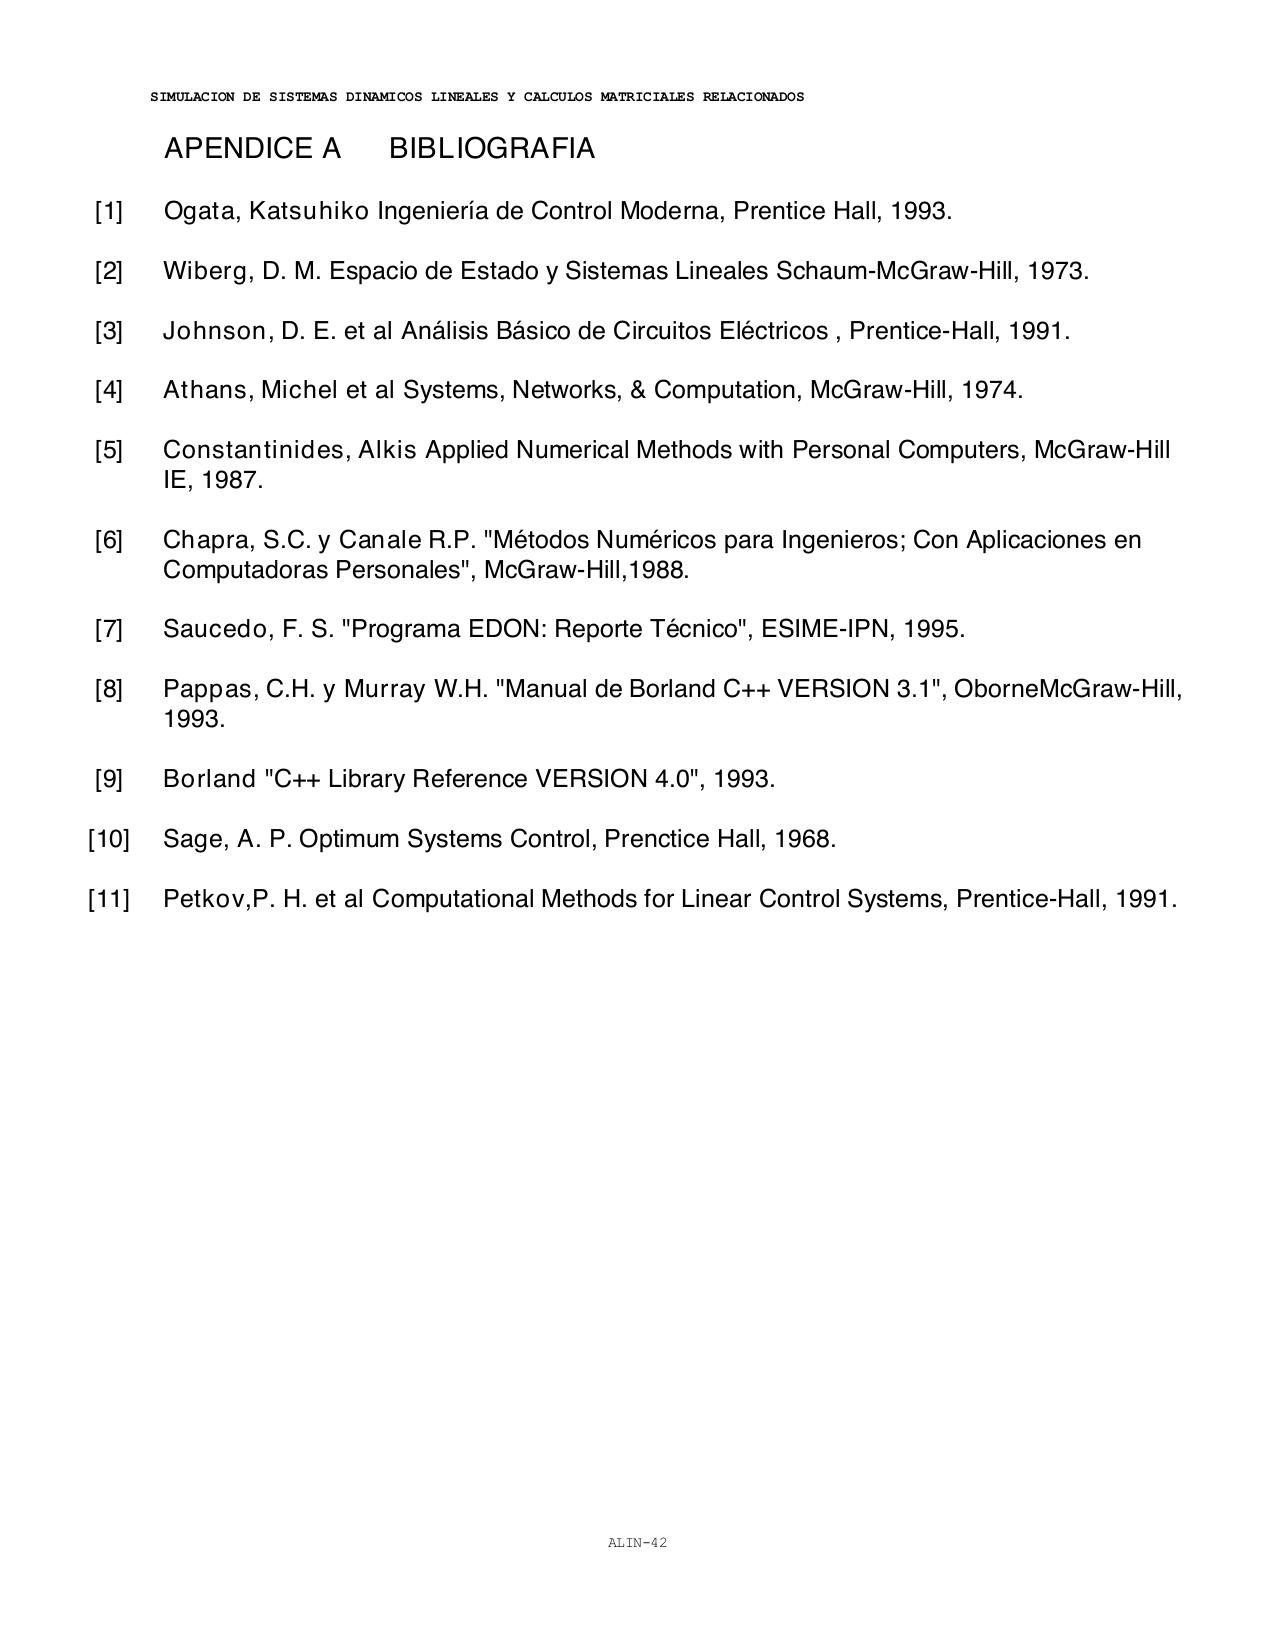 SIMULACION DE SISTEMAS DINAMICOS LINEALES Y CALCULOS MATRICIALES RELACIONADOS
APENDICE A BIBLIOGRAFIA
[1] Ogata, Katsuhiko Ingeniería de Control Moderna, Prentice Hall, 1993.
[2] Wiberg, D. M. Espacio de Estado y Sistemas Lineales Schaum-McGraw-Hill, 1973.
[3] Johnson, D. E. et al Análisis Básico de Circuitos Eléctricos , Prentice-Hall, 1991.
[4] Athans, Michel et al Systems, Networks, & Computation, McGraw-Hill, 1974.
[5] Constantinides, Alkis Applied Numerical Methods with Personal Computers, McGraw-Hill
IE, 1987.
[6] Chapra, S.C. y Canale R.P. "Métodos Numéricos para Ingenieros; Con Aplicaciones en
Computadoras Personales", McGraw-Hill,1988.
[7] Saucedo, F. S. "Programa EDON: Reporte Técnico", ESIME-IPN, 1995.
[8] Pappas, C.H. y Murray W.H. "Manual de Borland C++ VERSION 3.1", OborneMcGraw-Hill,
1993.
[9] Borland "C++ Library Reference VERSION 4.0", 1993.
[10] Sage, A. P. Optimum Systems Control, Prenctice Hall, 1968.
[11] Petkov,P. H. et al Computational Methods for Linear Control Systems, Prentice-Hall, 1991.
ALIN-42